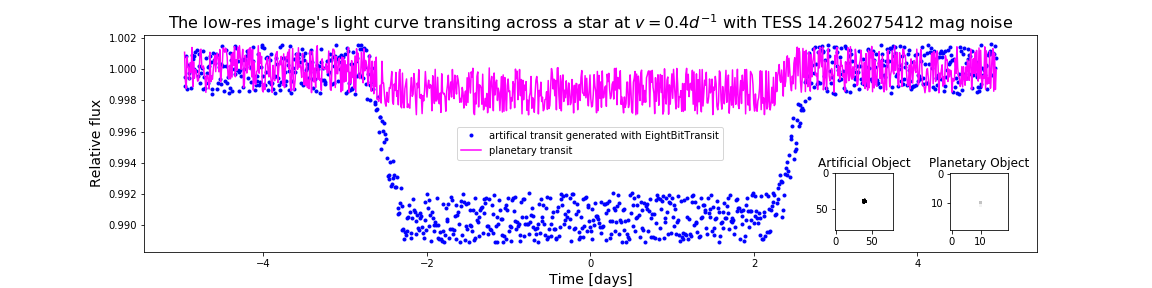 The low-res image's light curve transiting across a star at v = 0.4d⁻¹ with TESS 14.260275412 mag noise
1.002
1.000
0.998
0.996
0.994
0.992
0.990
Relative flux
artifical transit generated with EightBitTransit
planetary transit
Artificial Object
0
50
0 50
Planetary Object
0
10
0 10
−4 −2 0 2 4
Time [days]